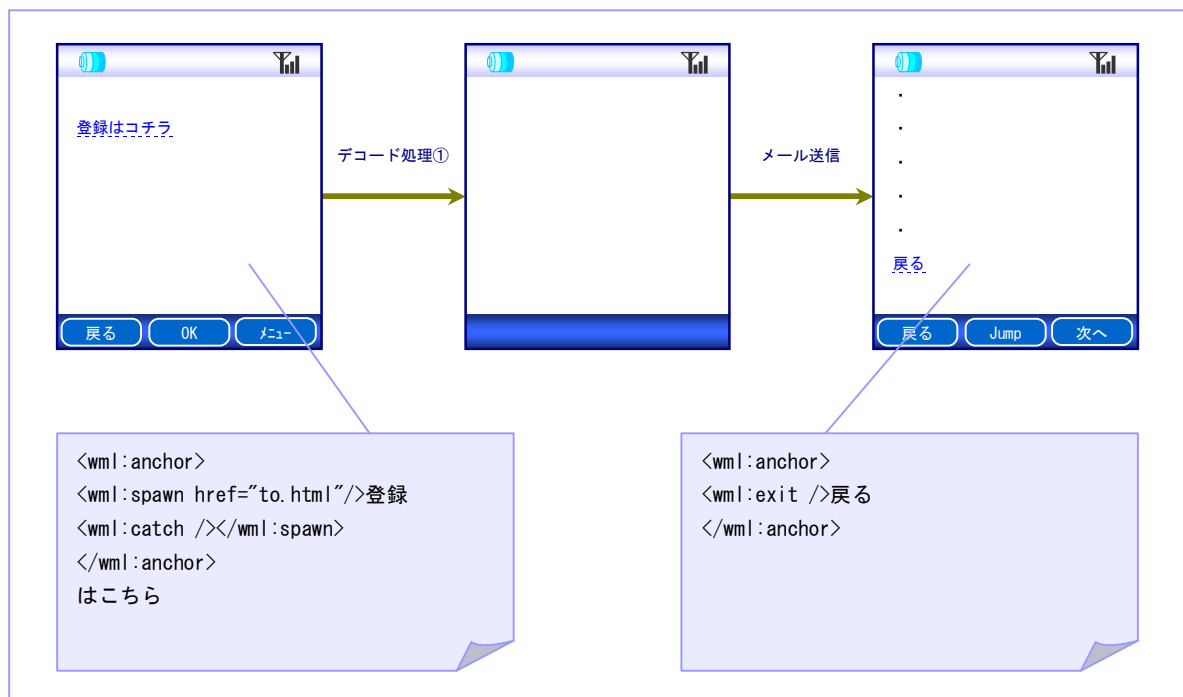 登録はコチラ
デコード処理①
メール送信
・
・
・
・
・
戻る
戻る
OK
ﾒﾆｭｰ
戻る
Jump
次へ
<wml:anchor>
<wml:spawn href="to.html"/>登録
<wml:catch /></wml:spawn>
</wml:anchor>
はこちら
<wml:anchor>
<wml:exit />戻る
</wml:anchor>